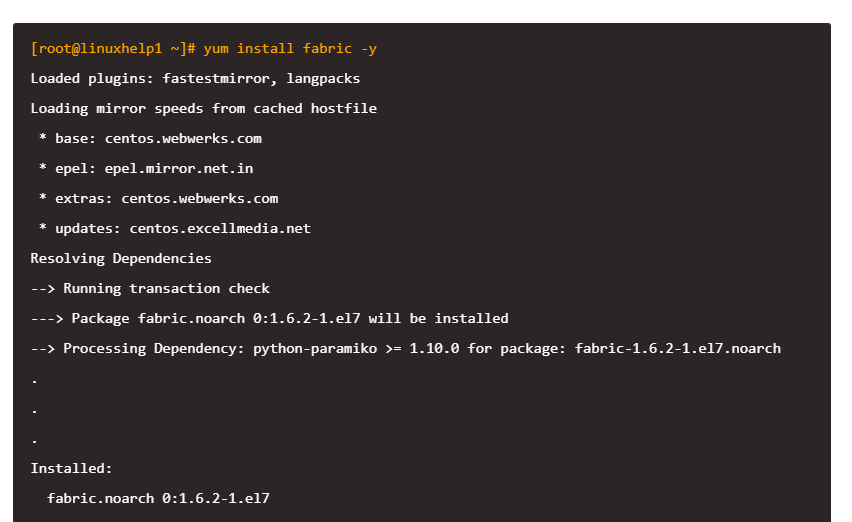 [root@linuxhelp1 ~]# yum install fabric -y
Loaded plugins: fastestmirror, langpacks
Loading mirror speeds from cached hostfile
 * base: centos.webwerks.com
 * epel: epel.mirror.net.in
 * extras: centos.webwerks.com
 * updates: centos.excellmedia.net
Resolving Dependencies
--> Running transaction check
---> Package fabric.noarch 0:1.6.2-1.el7 will be installed
--> Processing Dependency: python-paramiko >= 1.10.0 for package: fabric-1.6.2-1.el7.noarch
.
.
.
Installed:
  fabric.noarch 0:1.6.2-1.el7